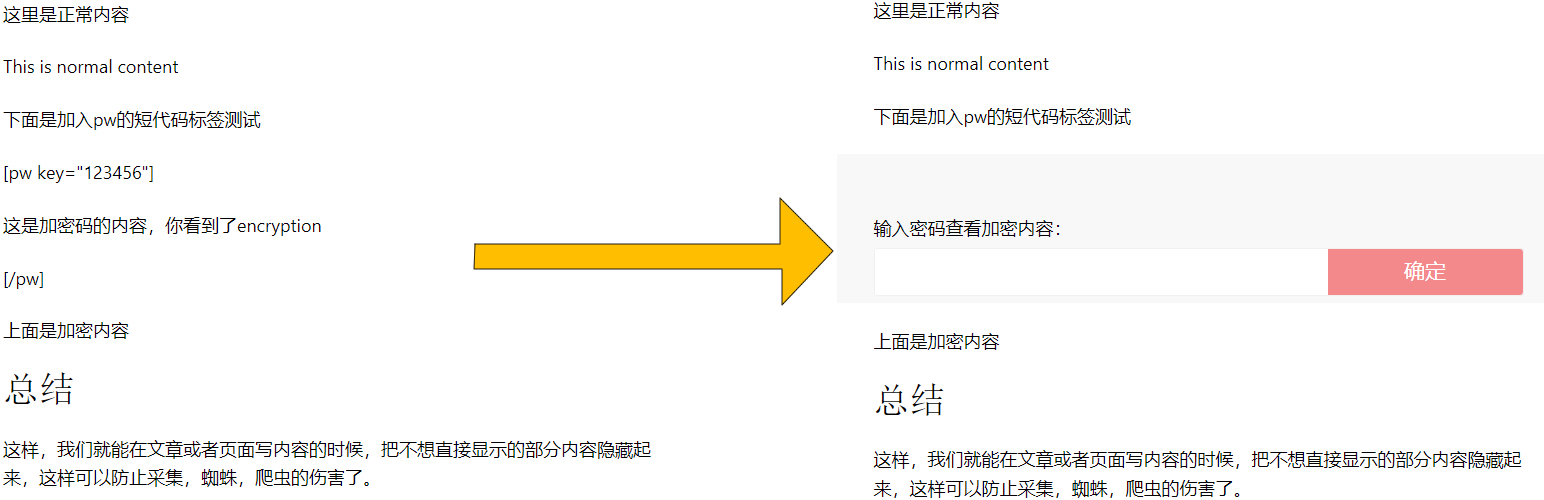 这里是正常内容
This is normal content
下面是加入pw的短代码标签测试
[pw key="123456"]
这是加密码的内容，你看到了encryption
[/pw]
上面是加密内容
总结
这样，我们就能在文章或者页面写内容的时候，把不想直接显示的部分内容隐藏起
来，这样可以防止采集，蜘蛛，爬虫的伤害了。
这里是正常内容
This is normal content
下面是加入pw的短代码标签测试
输入密码查看加密内容：
确定
上面是加密内容
总结
这样，我们就能在文章或者页面写内容的时候，把不想直接显示的部分内容隐藏起
来，这样可以防止采集，蜘蛛，爬虫的伤害了。